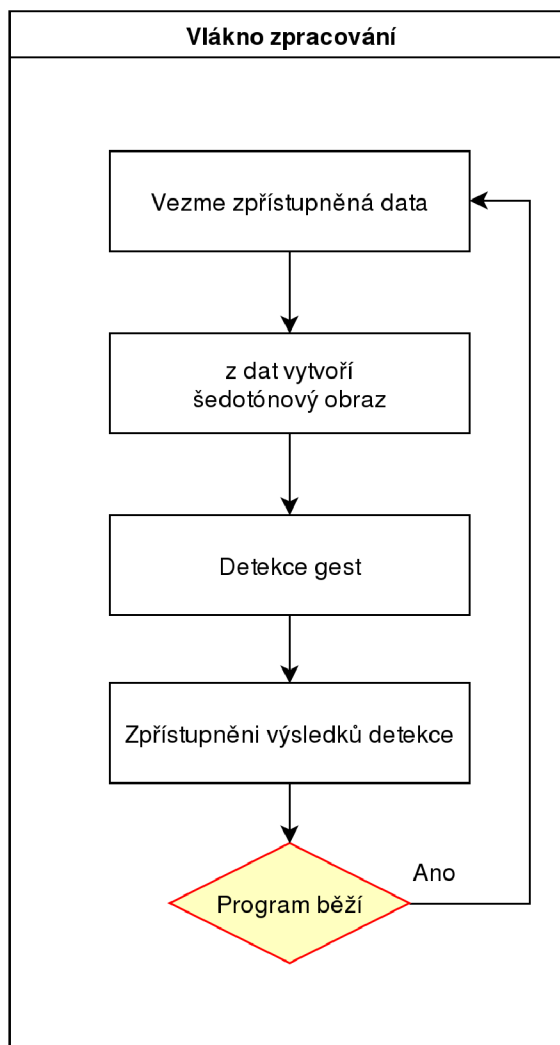 Vlákno zpracování
Vezme zpřístupněná data
z dat vytvoří
šedotónový obraz
Detekce gest
Zpřístupněni výsledků detekce
Ano
Program běží